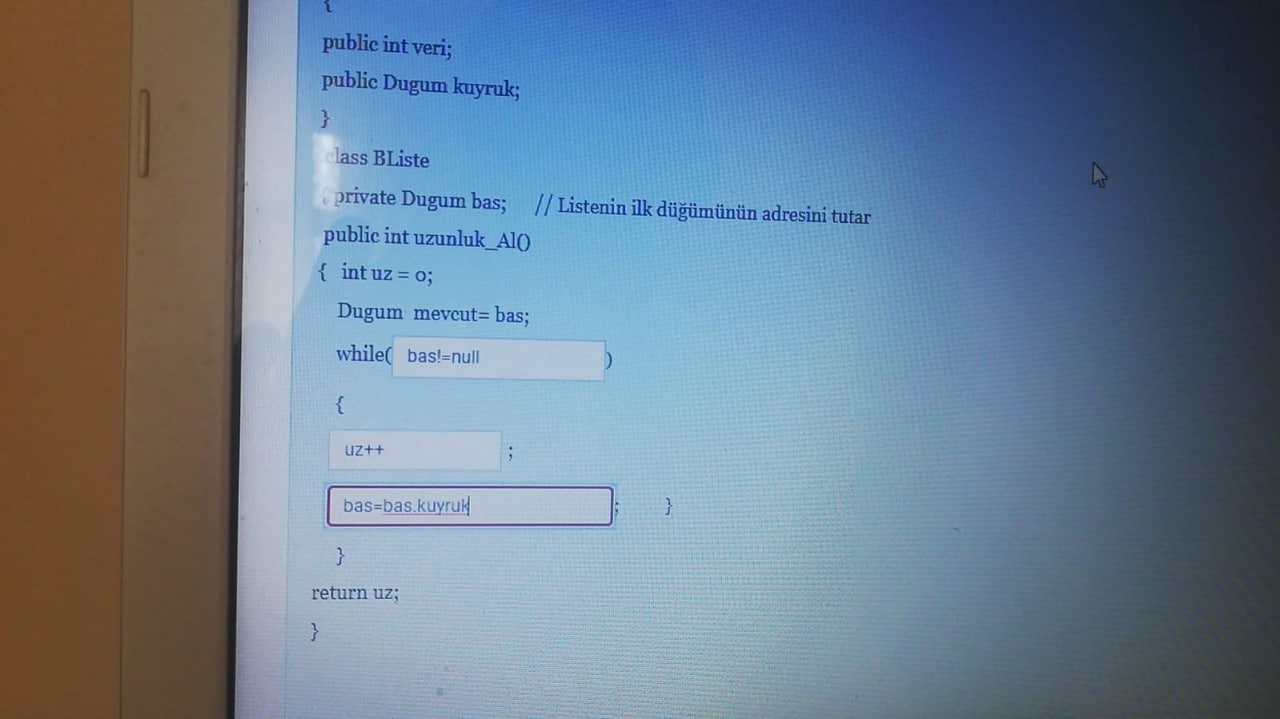 {
public int veri;
public Dugum kuyruk;
}
class BListe
{ private Dugum bas; // Listenin ilk düğümünün adresini tutar
public int uzunluk_Al()
{ int uz = 0;
Dugum mevcut= bas;
while( bas!=null )
{
uz++ ;
bas=bas.kuyruk ; }
}
return uz;
}